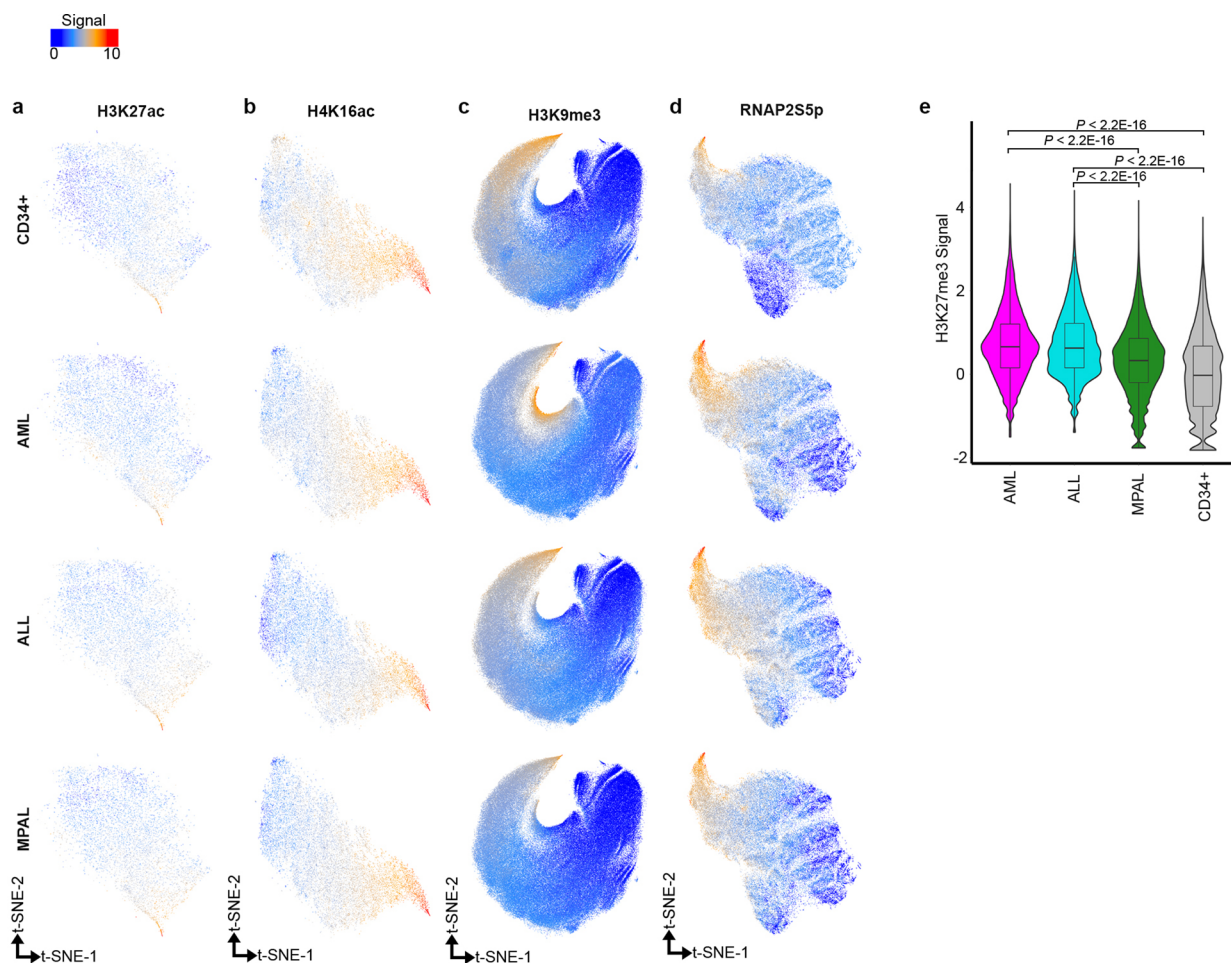 Signal
0 10
a H3K27ac b H4K16ac c H3K9me3 d RNAP2S5p e
CD34+
AML
ALL
MPAL
t-SNE-2
t-SNE-1
t-SNE-2
t-SNE-1
t-SNE-2
t-SNE-1
t-SNE-2
t-SNE-1
P < 2.2E-16
P < 2.2E-16
P < 2.2E-16
P < 2.2E-16
H3K27me3 Signal
4
2
0
-2
AML ALL MPAL CD34+